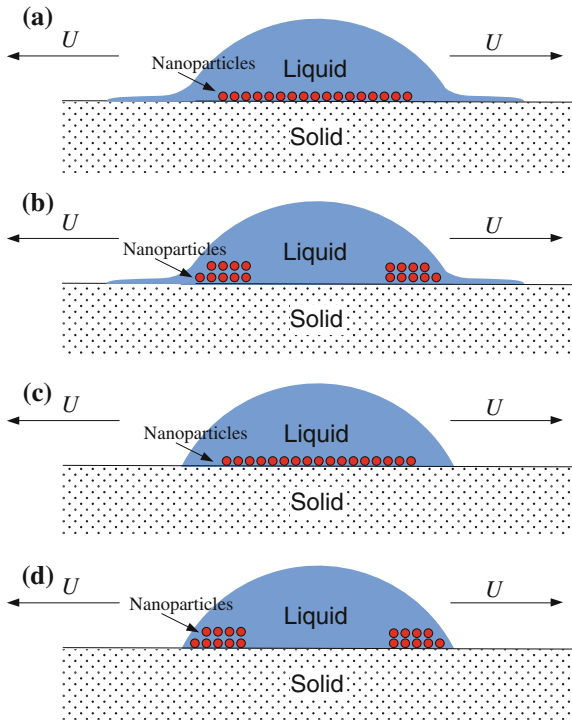 (a)
U
U
Nanoparticles
Liquid
Solid
(b)
U
U
Nanoparticles
Liquid
Solid
(c)
U
U
Nanoparticles
Liquid
Solid
(d)
U
U
Nanoparticles
Liquid
Solid